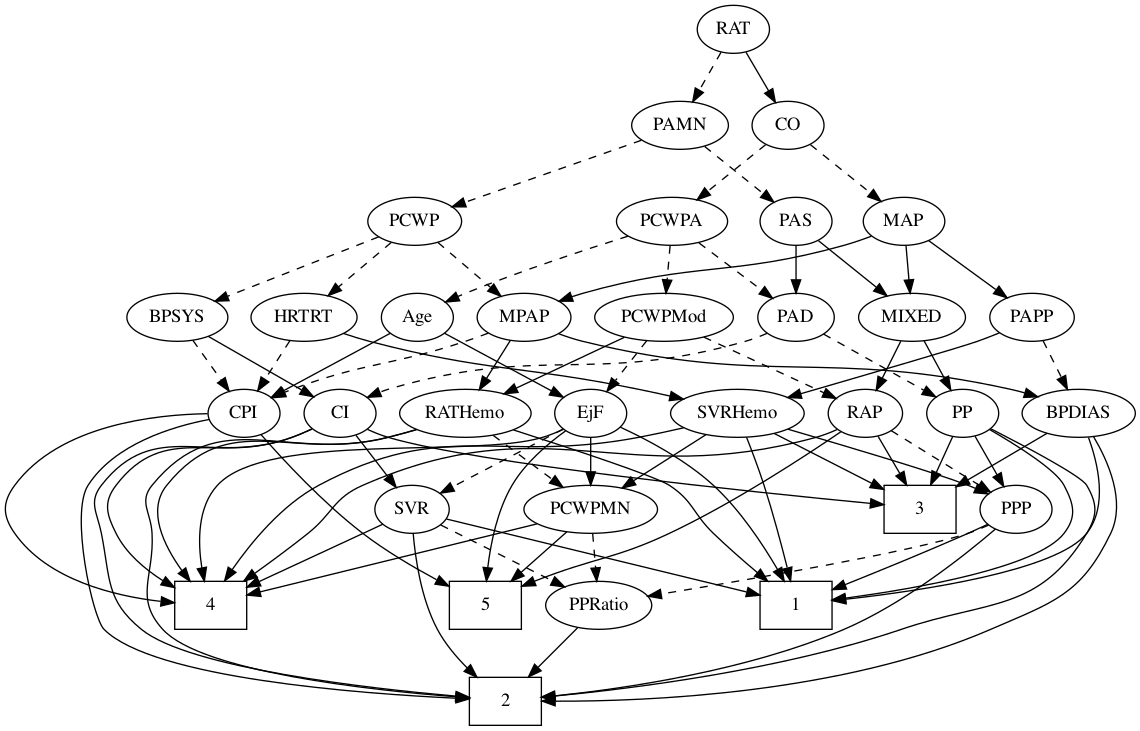 RAT
PAMN CO
PCWP PCWPA PAS MAP
BPSYS HRTRT Age MPAP PCWPMod PAD MIXED PAPP
CPI CI RATHemo EjF SVRHemo RAP PP BPDIAS
SVR PCWPMN 3 PPP
4 5 PPRatio 1
2